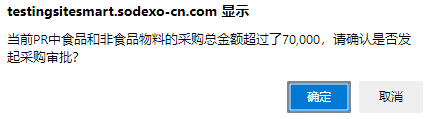 testingsitesmart.sodexo-cn.com 显示
当前PR中食品和非食品物料的采购总金额超过了70,000，请确认是否发
起采购审批?
确定 取消